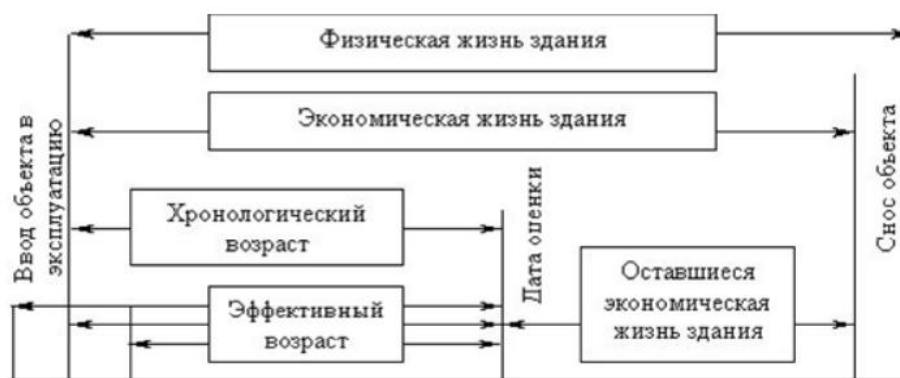 Физическая жизнь здания
Экономическая жизнь здания
Ввод объекта в
эксплуатацию
Хронологический
возраст
Эффективный
возраст
Дата оценки
Оставшиеся
экономическая
жизнь здания
Снос объекта